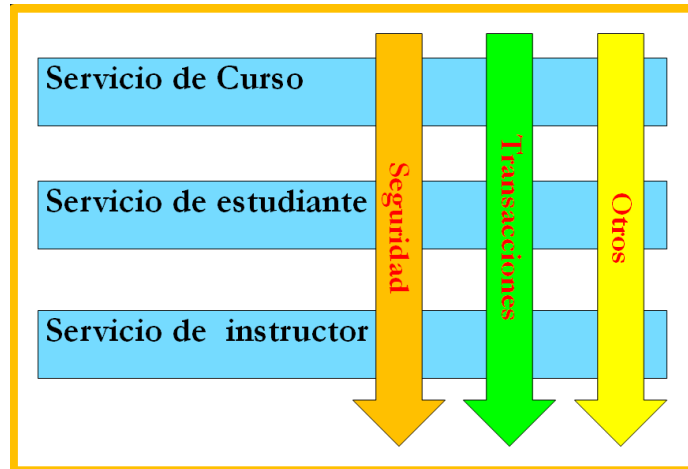 Servicio de Curso
Servicio de estudiante
Servicio de instructor
Seguridad
Transacciones
Otros